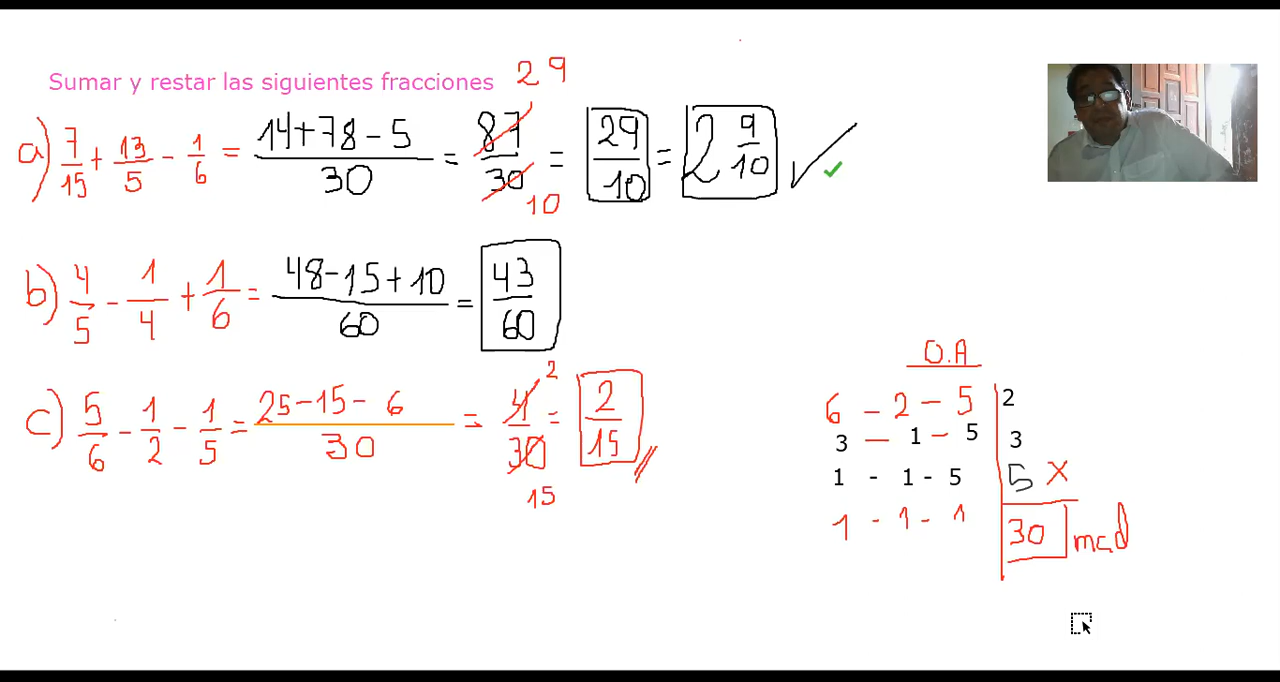 Sumar y restar las siguientes fracciones
a) 7/15 + 13/5 - 1/6 = (14+78-5)/30 = 87/30 = 29/10 = 2 9/10 ✓ ✓
29
10
b) 4/5 - 1/4 + 1/6 = (48-15+10)/60 = 43/60
c) 5/6 - 1/2 - 1/5 = (25-15-6)/30 = 4/30 = 2/15 //
2
15
O.A
6 - 2 - 5 | 2
3 - 1 - 5 | 3
1 - 1 - 5 | 5 X
1 - 1 - 1 | 30 mcd